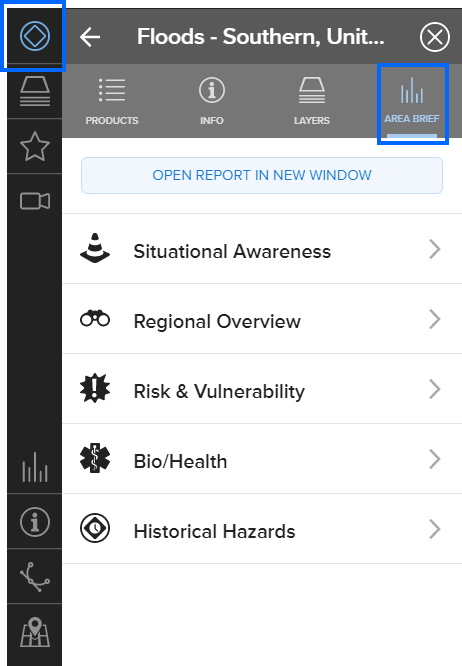 Floods - Southern, Unit...
PRODUCTS
INFO
LAYERS
AREA BRIEF
OPEN REPORT IN NEW WINDOW
Situational Awareness
Regional Overview
Risk & Vulnerability
Bio/Health
Historical Hazards